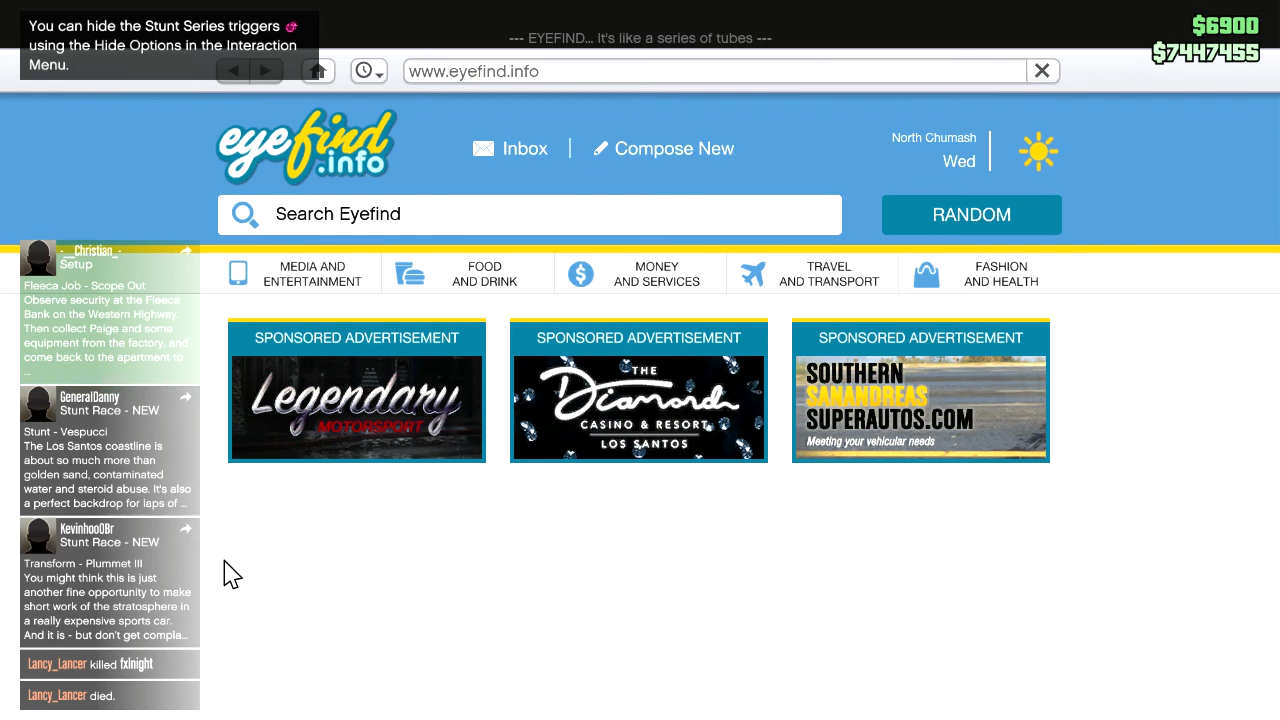 You can hide the Stunt Series triggers
using the Hide Options in the Interaction
Menu.
--- EYEFIND... It's like a series of tubes ---
$6900
$7447455
www.eyefind.info
eyefind
.info
Inbox
Compose New
North Chumash
Wed
Search Eyefind
RANDOM
MEDIA AND
ENTERTAINMENT
FOOD
AND DRINK
MONEY
AND SERVICES
TRAVEL
AND TRANSPORT
FASHION
AND HEALTH
SPONSORED ADVERTISEMENT
Legendary
MOTORSPORT
SPONSORED ADVERTISEMENT
THE
Diamond
CASINO & RESORT
LOS SANTOS
SPONSORED ADVERTISEMENT
SOUTHERN
SANANDREAS
SUPERAUTOS.COM
Meeting your vehicular needs
-__Christian_-
Setup
Fleeca Job - Scope Out
Observe security at the Fleeca
Bank on the Western Highway.
Then collect Paige and some
equipment from the factory, and
come back to the apartment to
...
GeneralDanny
Stunt Race - NEW
Stunt - Vespucci
The Los Santos coastline is
about so much more than
golden sand, contaminated
water and steroid abuse. It's also
a perfect backdrop for laps of ...
KevinhooOBr
Stunt Race - NEW
Transform - Plummet III
You might think this is just
another fine opportunity to make
short work of the stratosphere in
a really expensive sports car.
And it is - but don't get compla...
Lancy_Lancer killed fxlnight
Lancy_Lancer died.